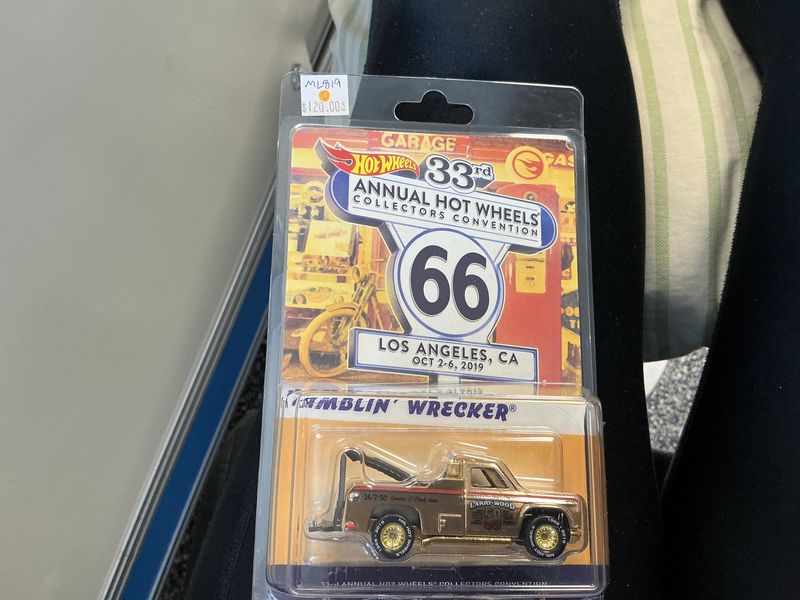 ML819
$120.00
GARAGE
GAS
HOT WHEELS
33rd
ANNUAL HOT WHEELS®
COLLECTORS CONVENTION
66
LOS ANGELES, CA
OCT 2-6, 2019
WRECKER®
24/7/50
LARRY WOOD
50
33rd ANNUAL HOT WHEELS® COLLECTORS CONVENTION